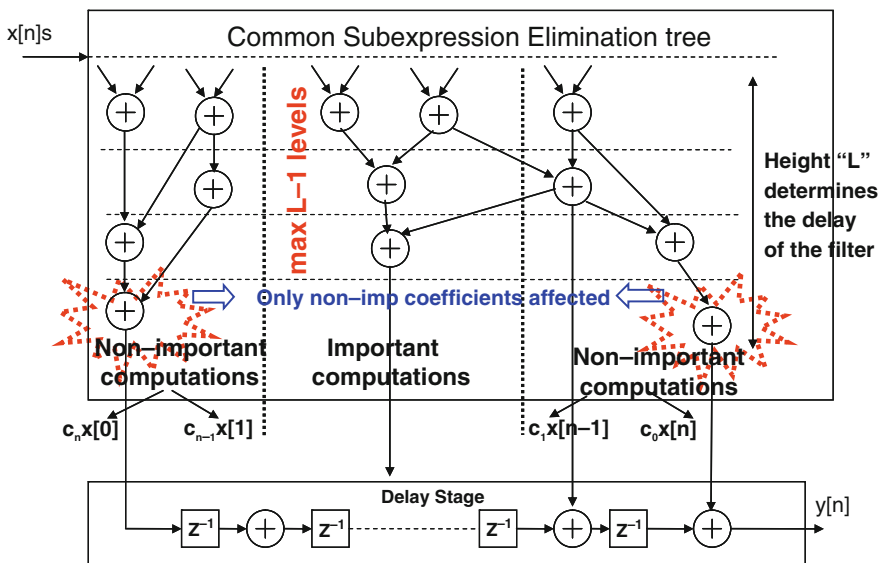 x[n]s
Common Subexpression Elimination tree
max L–1 levels
Height "L"
determines
the delay
of the filter
Only non–imp coefficients affected
Non–important
computations
Important
computations
Non–important
computations
cₙx[0]
cₙ₋₁x[1]
c₁x[n–1]
c₀x[n]
Delay Stage
y[n]
Z⁻¹
Z⁻¹
Z⁻¹
Z⁻¹